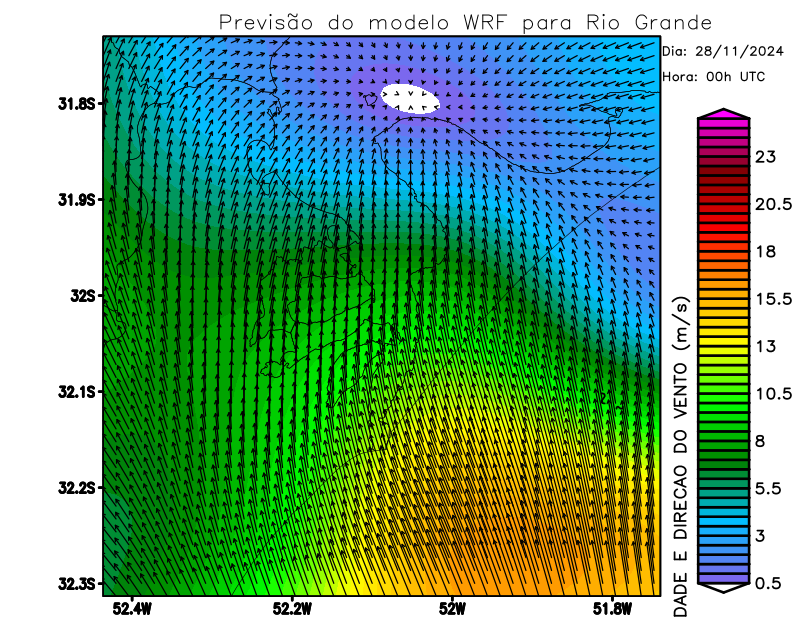 Previsão do modelo WRF para Rio Grande
Dia: 28/11/2024
Hora: 00h UTC
31.8S
31.9S
32S
32.1S
32.2S
32.3S
52.4W
52.2W
52W
51.8W
23
20.5
18
15.5
13
10.5
8
5.5
3
0.5
DADE E DIRECAO DO VENTO (m/s)